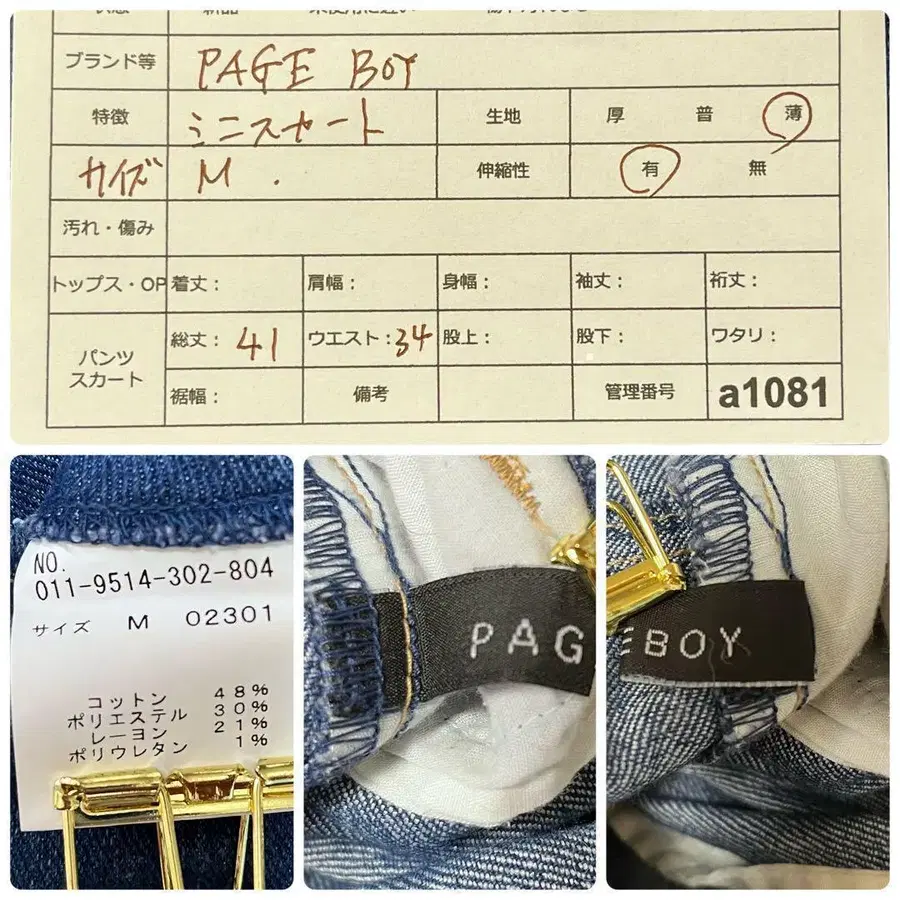 ブランド等 PAGE BOY
特徴 ミニスカート 生地 厚 普 薄
サイズ M. 伸縮性 有 無
汚れ・傷み
トップス・OP 着丈: 肩幅: 身幅: 袖丈: 裄丈:
パンツ
スカート
総丈: 41 ウエスト: 34 股上: 股下: ワタリ:
裾幅: 備考 管理番号 a1081
NO.
011-9514-302-804
サイズ M 02301
コットン 48%
ポリエステル 30%
レーヨン 21%
ポリウレタン 1%
PAG
EBOY